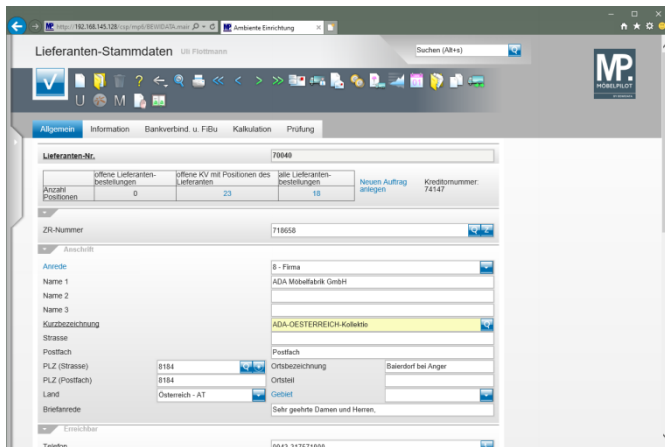 http://192.168.145.128/csp/mp8/BEWIDATA.main
Ambiente Einrichtung
Lieferanten-Stammdaten Uli Flottmann
Suchen (Alt+s)
MP.
MÖBELPILOT
U M
Allgemein Information Bankverbind. u. FiBu Kalkulation Prüfung
Lieferanten-Nr. 70640
offene Lieferanten-bestellungen offene KV mit Positionen des Lieferanten alle Lieferanten-bestellungen
Neuen Auftrag anlegen Kreditornummer: 74147
Anzahl Positionen 0 23 18
ZR-Nummer 718658
Anschrift
Anrede 8 - Firma
Name 1 ADA Möbelfabrik GmbH
Name 2
Name 3
Kurzbezeichnung ADA-OESTERREICH-Kollektio
Strasse
Postfach Postfach
PLZ (Strasse) 8184 Ortsbezeichnung Baierdorf bei Anger
PLZ (Postfach) 8184 Ortsteil
Land Österreich - AT Gebiet
Briefanrede Sehr geehrte Damen und Herren,
Erreichbar
Telefon